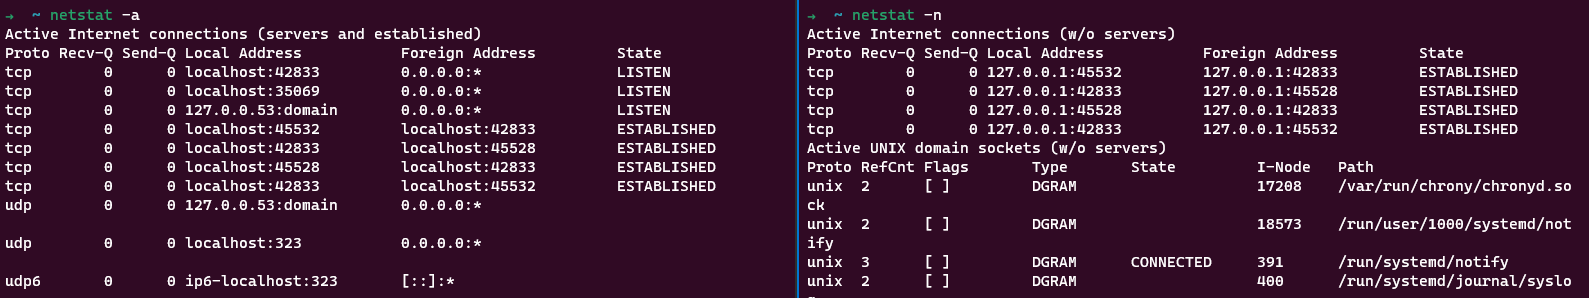 →  ~ netstat -a
Active Internet connections (servers and established)
Proto Recv-Q Send-Q Local Address           Foreign Address         State
tcp        0      0 localhost:42833         0.0.0.0:*               LISTEN
tcp        0      0 localhost:35069         0.0.0.0:*               LISTEN
tcp        0      0 127.0.0.53:domain       0.0.0.0:*               LISTEN
tcp        0      0 localhost:45532         localhost:42833         ESTABLISHED
tcp        0      0 localhost:42833         localhost:45528         ESTABLISHED
tcp        0      0 localhost:45528         localhost:42833         ESTABLISHED
tcp        0      0 localhost:42833         localhost:45532         ESTABLISHED
udp        0      0 127.0.0.53:domain       0.0.0.0:*
udp        0      0 localhost:323           0.0.0.0:*
udp6       0      0 ip6-localhost:323       [::]:*
→  ~ netstat -n
Active Internet connections (w/o servers)
Proto Recv-Q Send-Q Local Address           Foreign Address         State
tcp        0      0 127.0.0.1:45532         127.0.0.1:42833         ESTABLISHED
tcp        0      0 127.0.0.1:42833         127.0.0.1:45528         ESTABLISHED
tcp        0      0 127.0.0.1:45528         127.0.0.1:42833         ESTABLISHED
tcp        0      0 127.0.0.1:42833         127.0.0.1:45532         ESTABLISHED
Active UNIX domain sockets (w/o servers)
Proto RefCnt Flags       Type       State         I-Node   Path
unix  2      [ ]         DGRAM                    17208    /var/run/chrony/chronyd.so
ck
unix  2      [ ]         DGRAM                    18573    /run/user/1000/systemd/not
ify
unix  3      [ ]         DGRAM      CONNECTED     391      /run/systemd/notify
unix  2      [ ]         DGRAM                    400      /run/systemd/journal/syslo